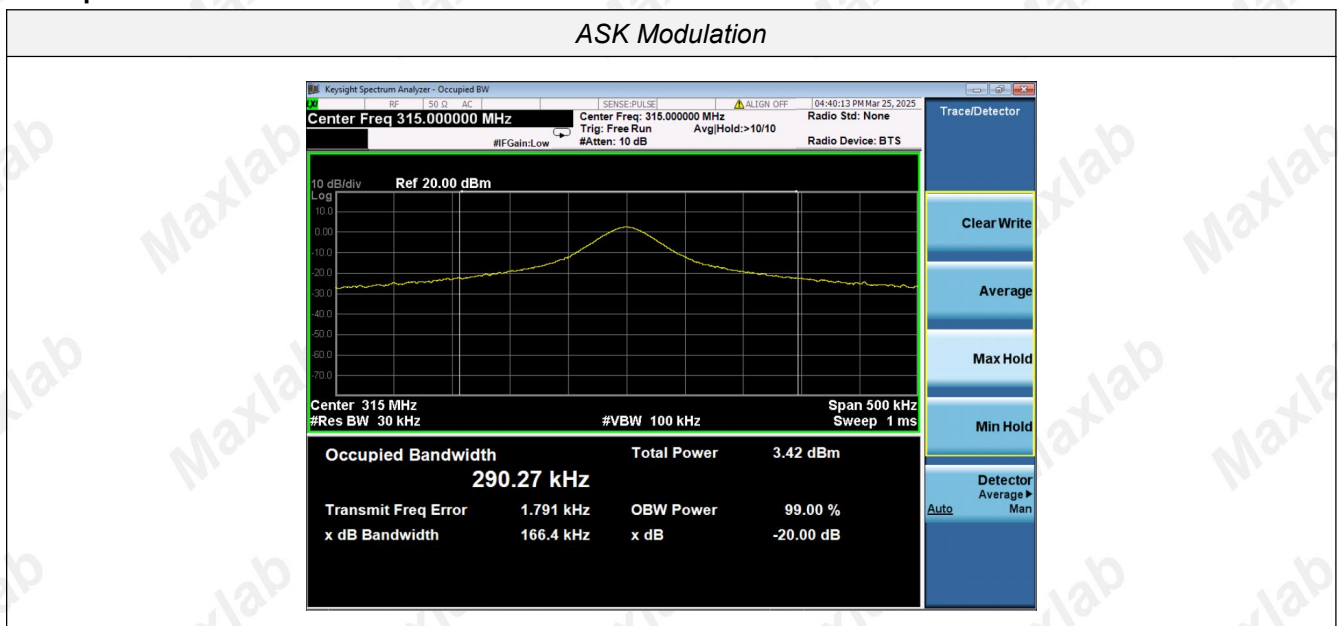 ASK Modulation
Keysight Spectrum Analyzer - Occupied BW
LXI RF 50 Ω AC SENSE:PULSE ALIGN OFF 04:40:13 PM Mar 25, 2025
Center Freq 315.000000 MHz
Center Freq: 315.000000 MHz
Radio Std: None
Trig: Free Run Avg|Hold:>10/10
#IFGain:Low #Atten: 10 dB Radio Device: BTS
Trace/Detector
10 dB/div Ref 20.00 dBm
Log
10.0
0.00
-10.0
-20.0
-30.0
-40.0
-50.0
-60.0
-70.0
Center 315 MHz Span 500 kHz
#Res BW 30 kHz #VBW 100 kHz Sweep 1 ms
Occupied Bandwidth Total Power 3.42 dBm
290.27 kHz
Transmit Freq Error 1.791 kHz OBW Power 99.00 %
x dB Bandwidth 166.4 kHz x dB -20.00 dB
Clear Write
Average
Max Hold
Min Hold
Detector
Average
Auto Man
Maxlab
Maxlab
Maxlab
Maxlab